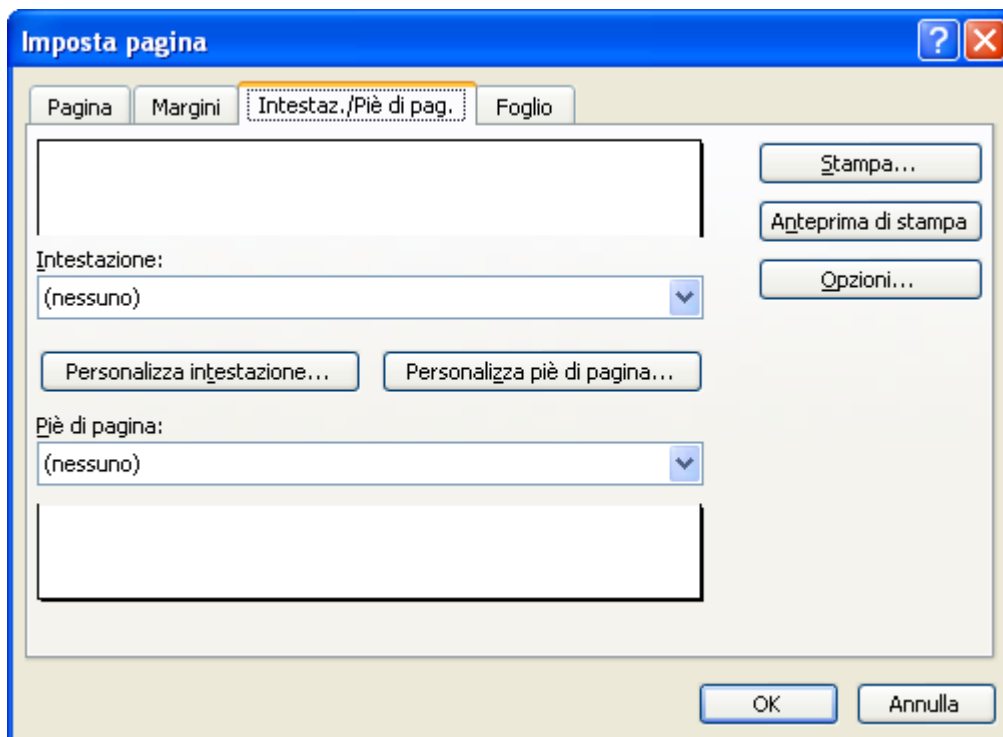 Imposta pagina
Pagina Margini Intestaz./Piè di pag. Foglio
Stampa...
Anteprima di stampa
Intestazione:
(nessuno)
Opzioni...
Personalizza intestazione... Personalizza piè di pagina...
Piè di pagina:
(nessuno)
OK Annulla